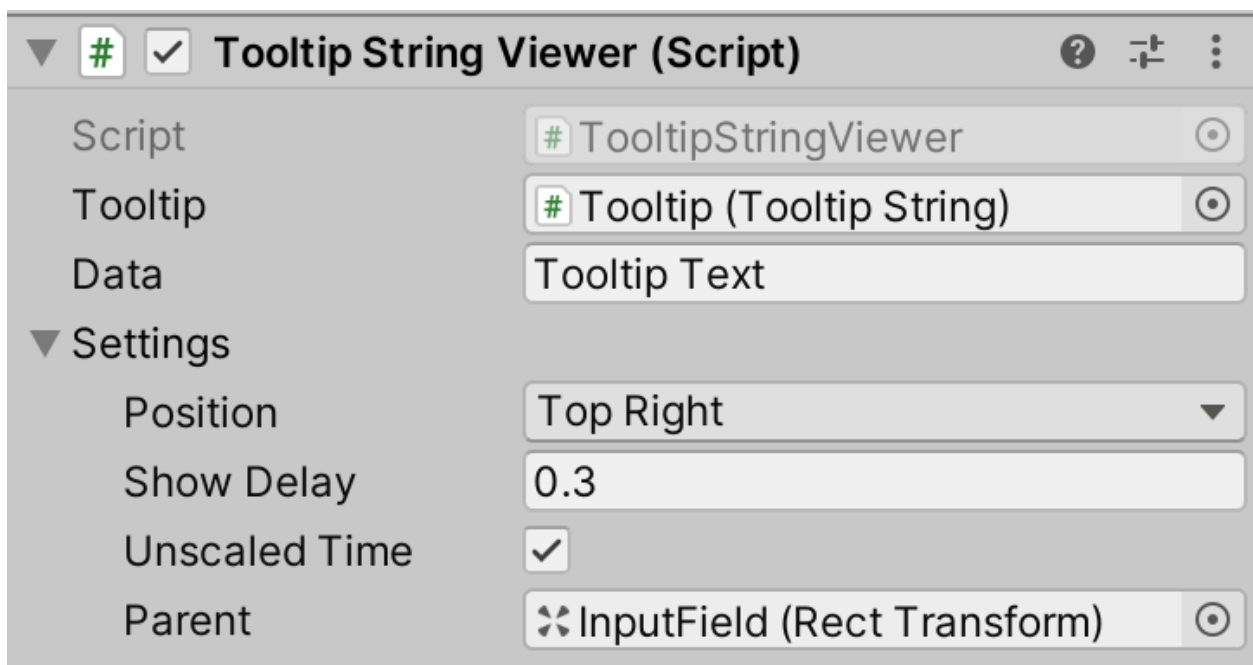 Tooltip String Viewer (Script)
Script # TooltipStringViewer
Tooltip # Tooltip (Tooltip String)
Data Tooltip Text
Settings
Position Top Right
Show Delay 0.3
Unscaled Time
Parent InputField (Rect Transform)